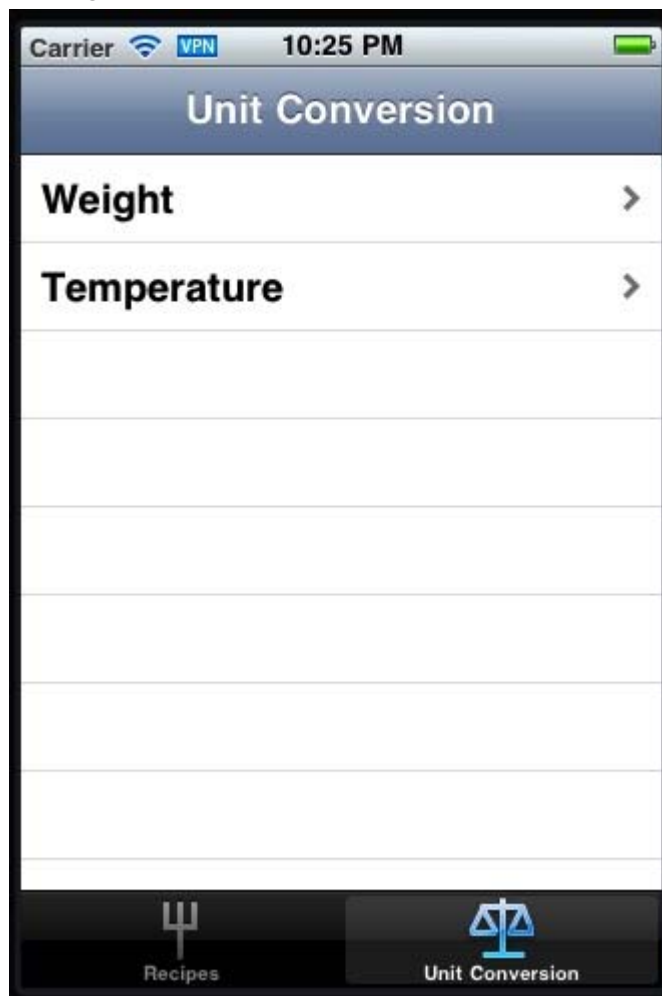 Carrier VPN 10:25 PM
Unit Conversion
Weight
Temperature
Recipes Unit Conversion